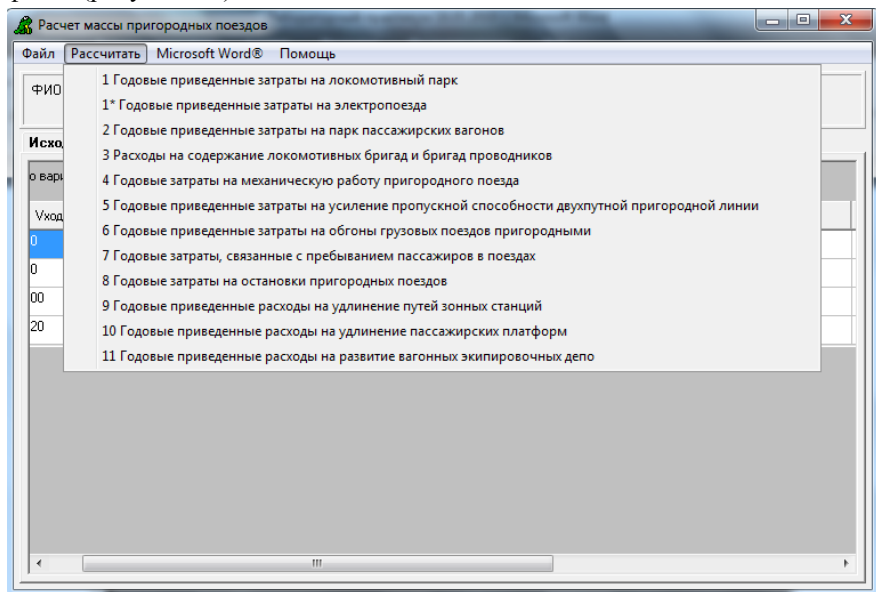 Расчет массы пригородных поездов
Файл Рассчитать Microsoft Word® Помощь
ФИО
1 Годовые приведенные затраты на локомотивный парк
1* Годовые приведенные затраты на электропоезда
2 Годовые приведенные затраты на парк пассажирских вагонов
3 Расходы на содержание локомотивных бригад и бригад проводников
4 Годовые затраты на механическую работу пригородного поезда
5 Годовые приведенные затраты на усиление пропускной способности двухпутной пригородной линии
6 Годовые приведенные затраты на обгоны грузовых поездов пригородными
7 Годовые затраты, связанные с пребыванием пассажиров в поездах
8 Годовые затраты на остановки пригородных поездов
9 Годовые приведенные расходы на удлинение путей зонных станций
10 Годовые приведенные расходы на удлинение пассажирских платформ
11 Годовые приведенные расходы на развитие вагонных экипировочных депо
Исхо
о вари
Vход
0
0
00
20